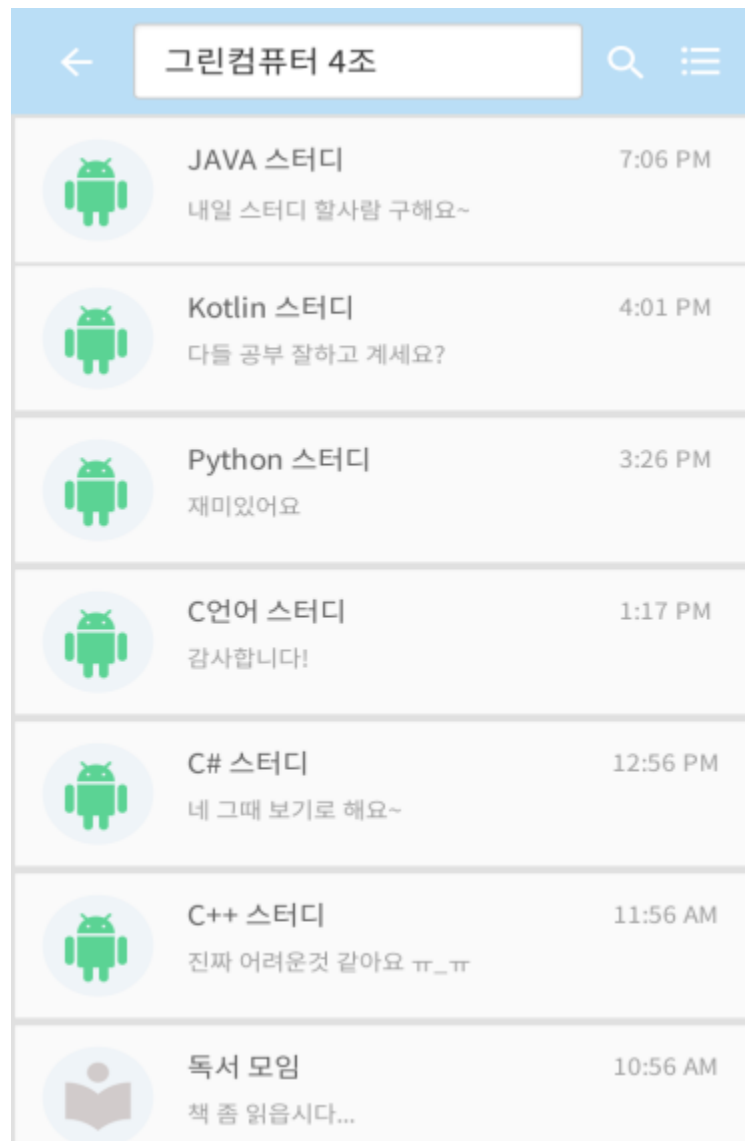 그린컴퓨터 4조
JAVA 스터디 7:06 PM
내일 스터디 할사람 구해요~
Kotlin 스터디 4:01 PM
다들 공부 잘하고 계세요?
Python 스터디 3:26 PM
재미있어요
C언어 스터디 1:17 PM
감사합니다!
C# 스터디 12:56 PM
네 그때 보기로 해요~
C++ 스터디 11:56 AM
진짜 어려운것 같아요 ㅠ_ㅠ
독서 모임 10:56 AM
책 좀 읽읍시다...